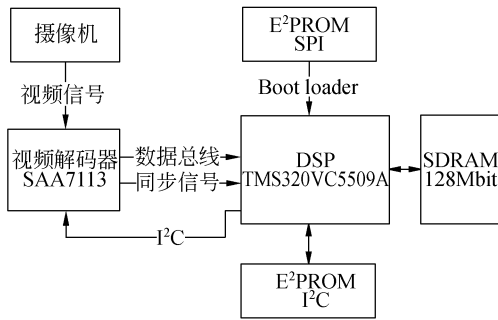 摄像机
E²PROM
SPI
视频信号
Boot loader
视频解码器
SAA7113
数据总线
同步信号
DSP
TMS320VC5509A
SDRAM
128Mbit
I²C
E²PROM
I²C